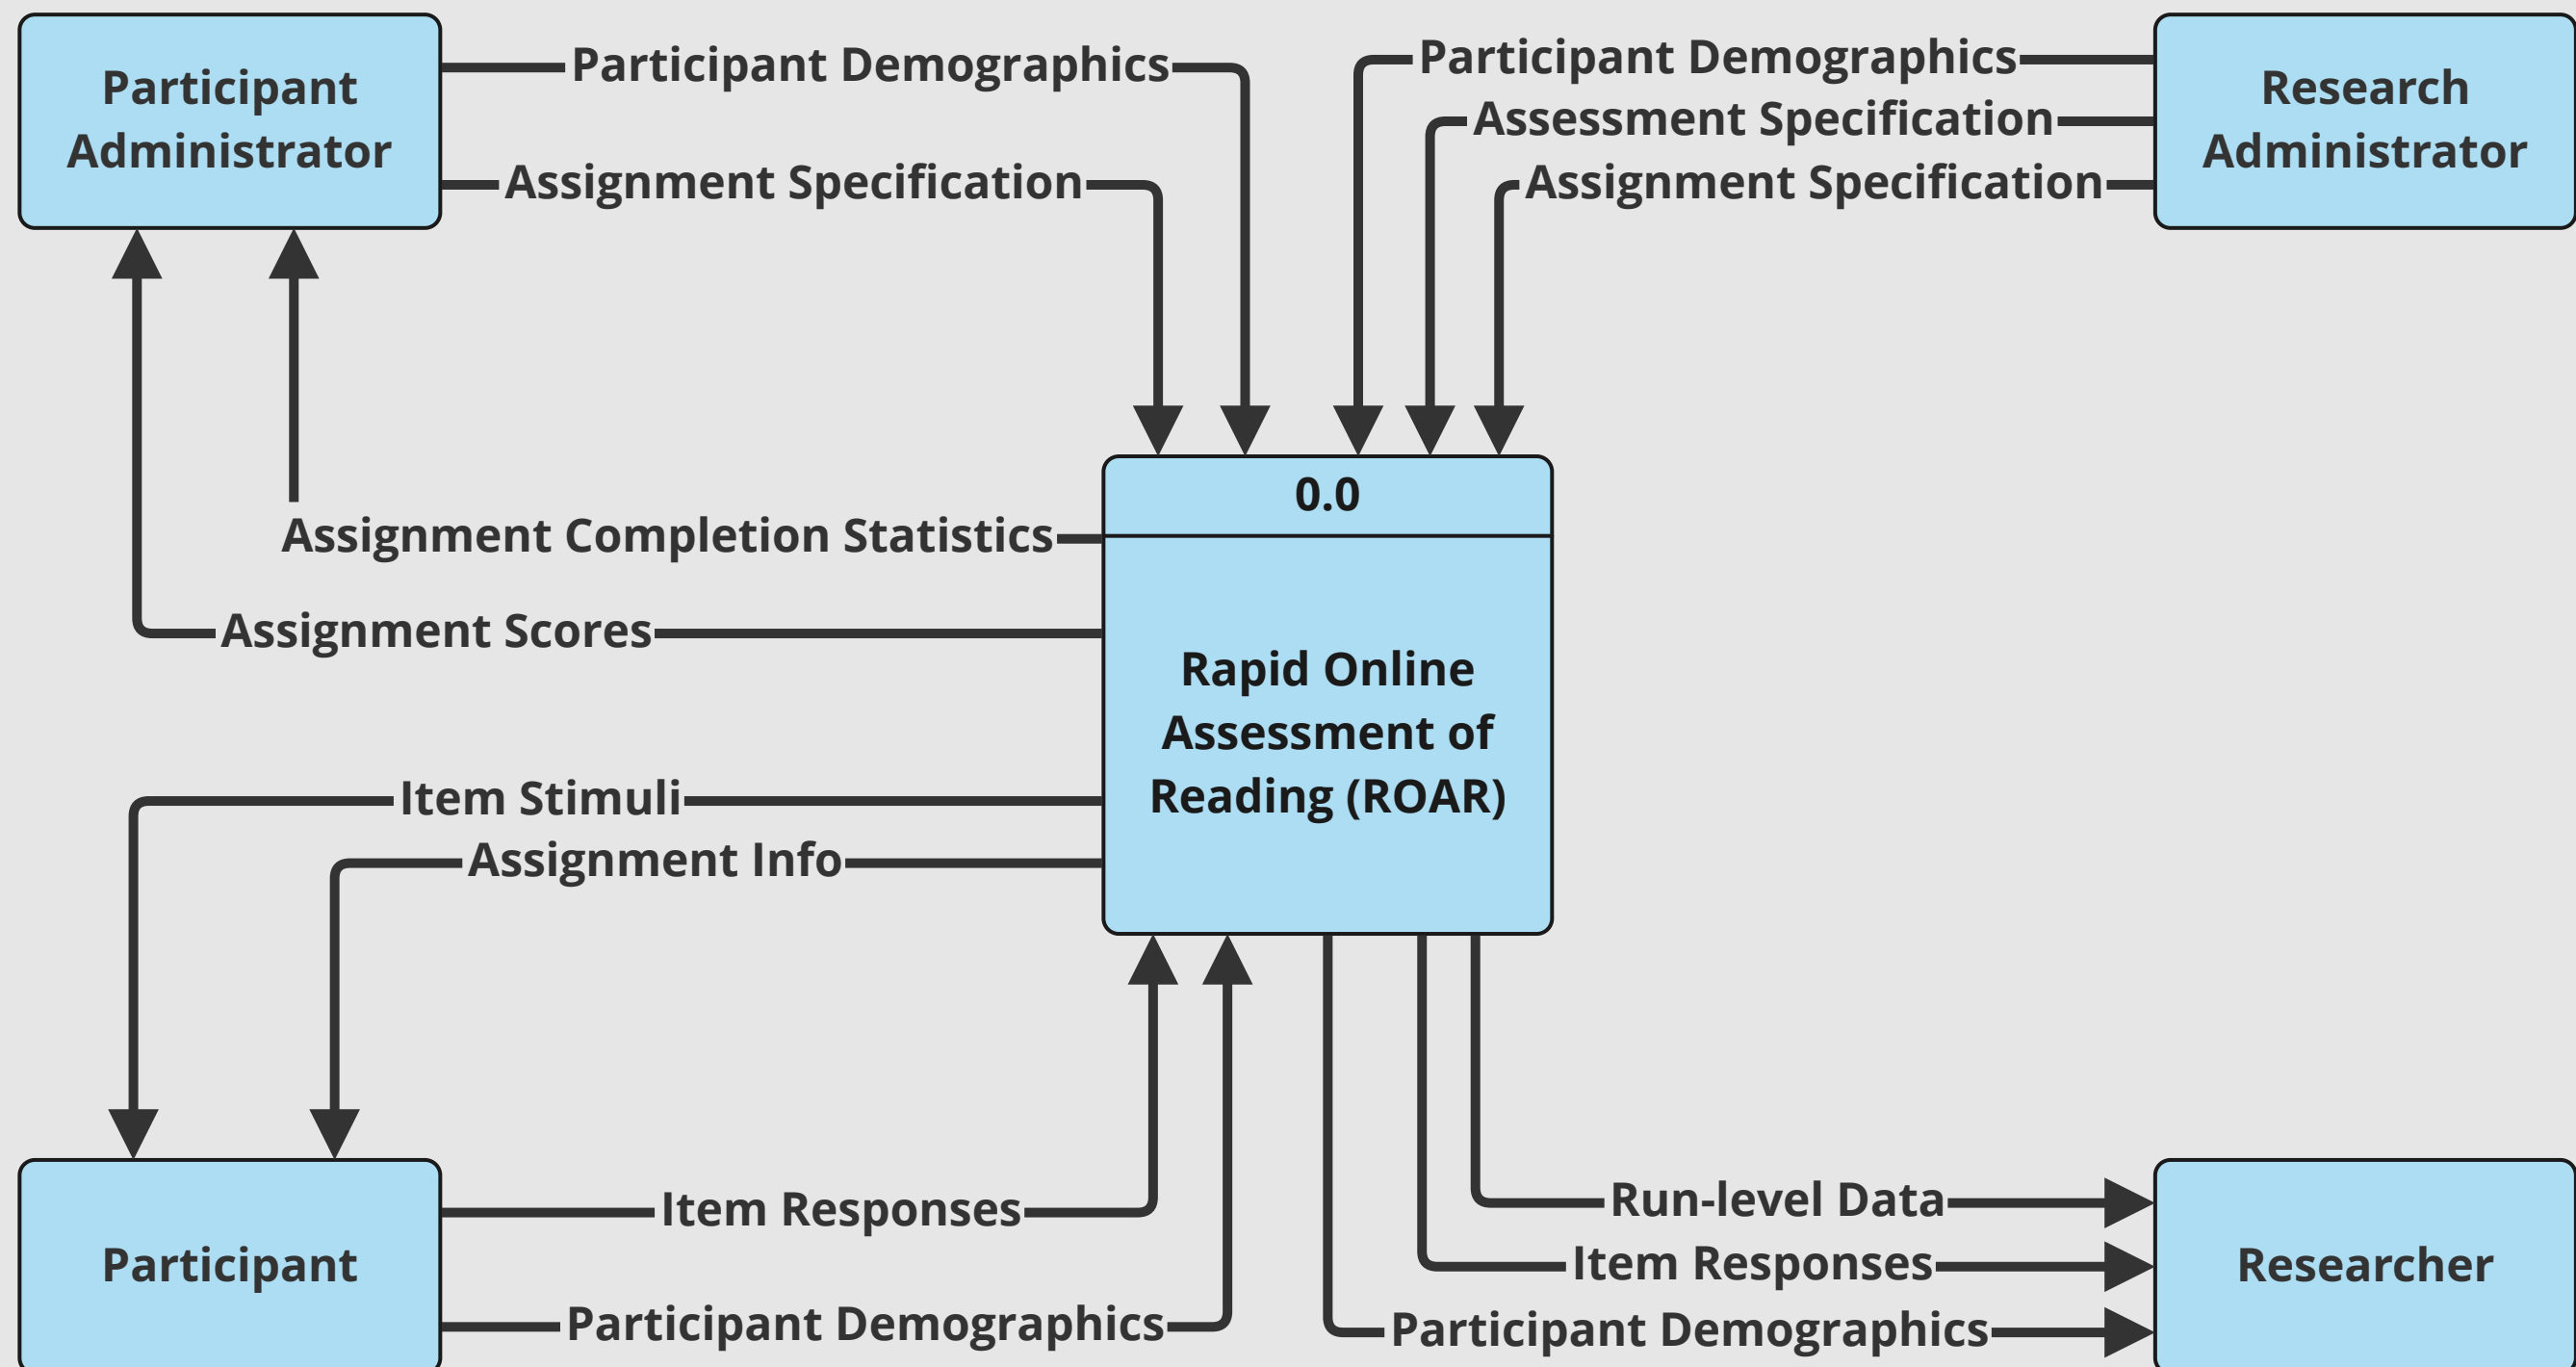 Participant
Administrator
Participant Demographics
Assignment Specification
Participant Demographics
Assessment Specification
Assignment Specification
Research
Administrator
0.0
Rapid Online
Assessment of
Reading (ROAR)
Assignment Completion Statistics
Assignment Scores
Item Stimuli
Assignment Info
Participant
Item Responses
Participant Demographics
Run-level Data
Item Responses
Participant Demographics
Researcher